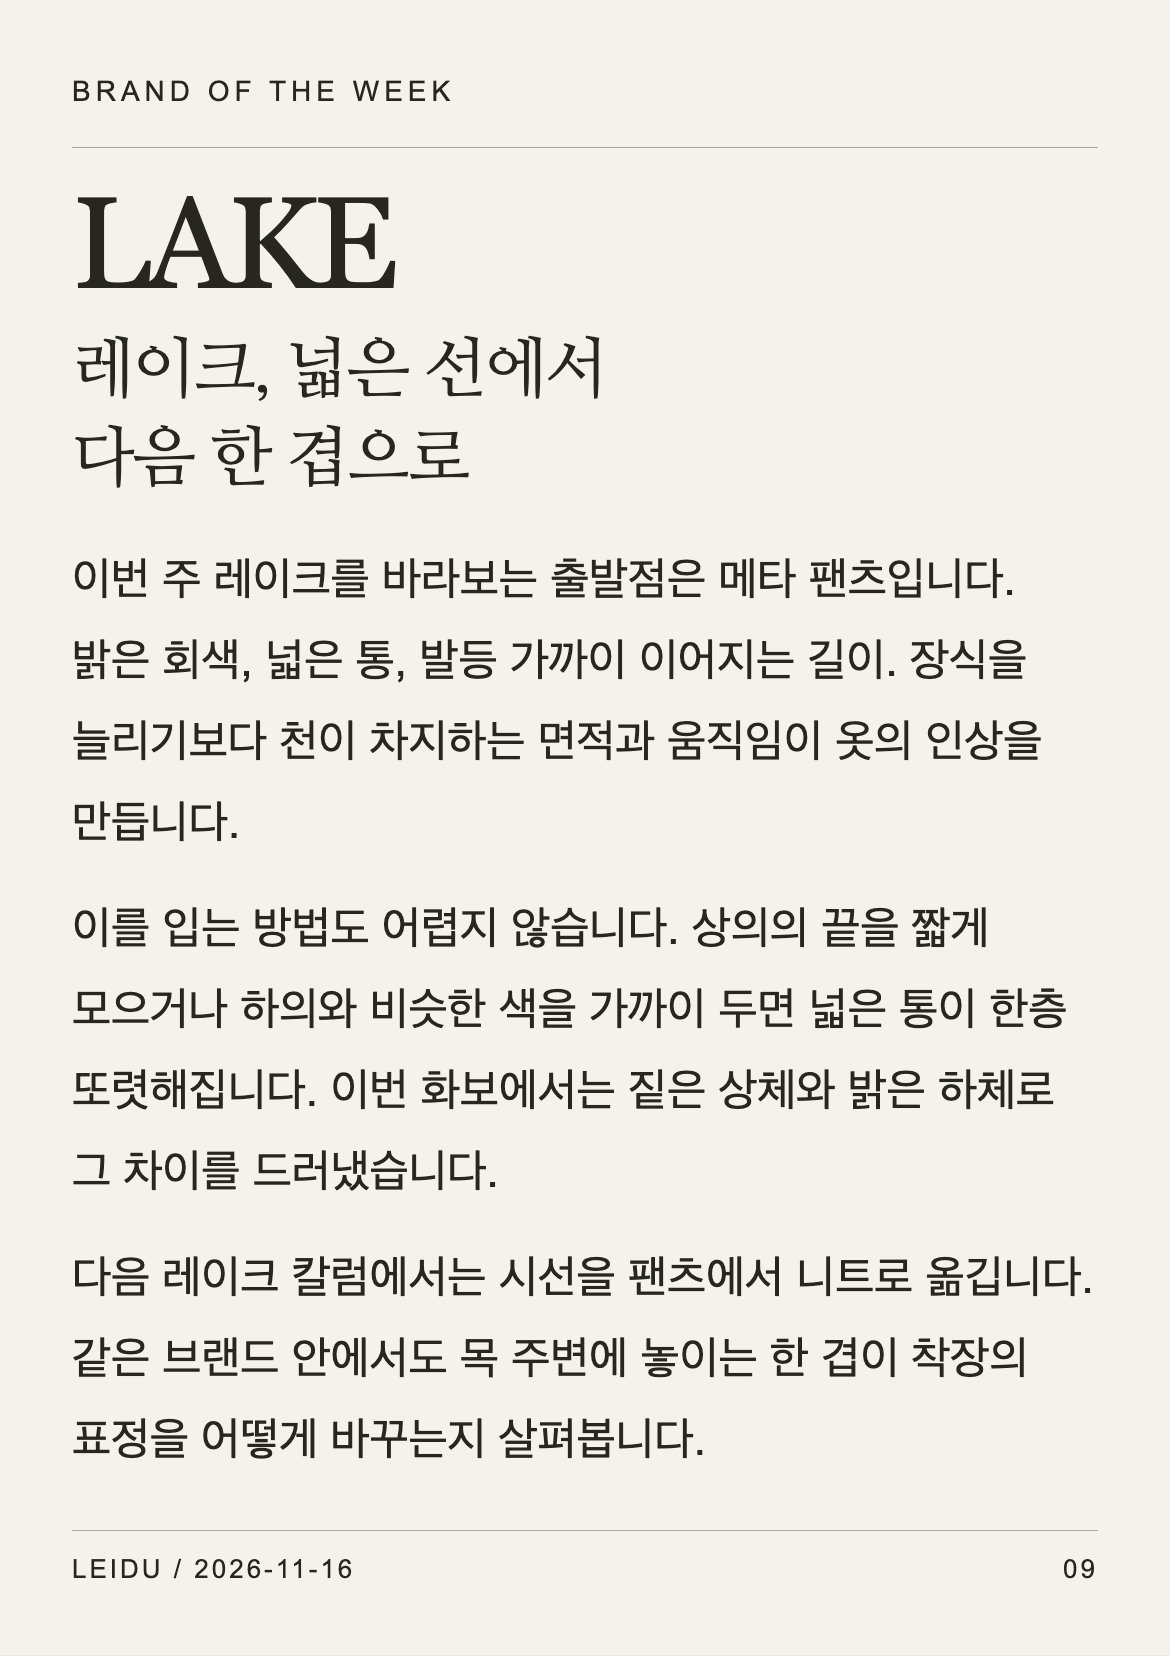 BRAND OF THE WEEK
LAKE
레이크, 넓은 선에서
다음 한 겹으로
이번 주 레이크를 바라보는 출발점은 메타 팬츠입니다.
밝은 회색, 넓은 통, 발등 가까이 이어지는 길이. 장식을
늘리기보다 천이 차지하는 면적과 움직임이 옷의 인상을
만듭니다.
이를 입는 방법도 어렵지 않습니다. 상의의 끝을 짧게
모으거나 하의와 비슷한 색을 가까이 두면 넓은 통이 한층
또렷해집니다. 이번 화보에서는 짙은 상체와 밝은 하체로
그 차이를 드러냈습니다.
다음 레이크 칼럼에서는 시선을 팬츠에서 니트로 옮깁니다.
같은 브랜드 안에서도 목 주변에 놓이는 한 겹이 착장의
표정을 어떻게 바꾸는지 살펴봅니다.
LEIDU / 2026-11-16
09